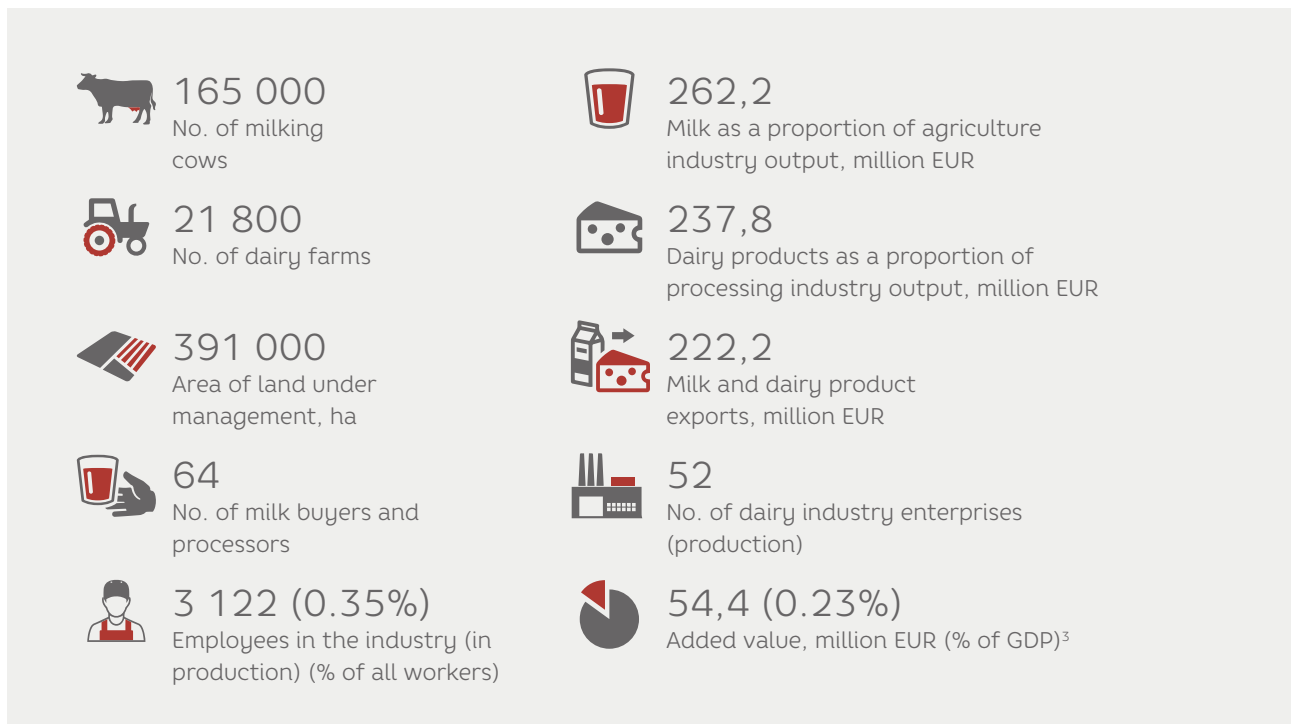 165 000
No. of milking
cows
21 800
No. of dairy farms
391 000
Area of land under
management, ha
64
No. of milk buyers and
processors
3 122 (0.35%)
Employees in the industry (in
production) (% of all workers)
262,2
Milk as a proportion of agriculture
industry output, million EUR
237,8
Dairy products as a proportion of
processing industry output, million EUR
222,2
Milk and dairy product
exports, million EUR
52
No. of dairy industry enterprises
(production)
54,4 (0.23%)
Added value, million EUR (% of GDP)³